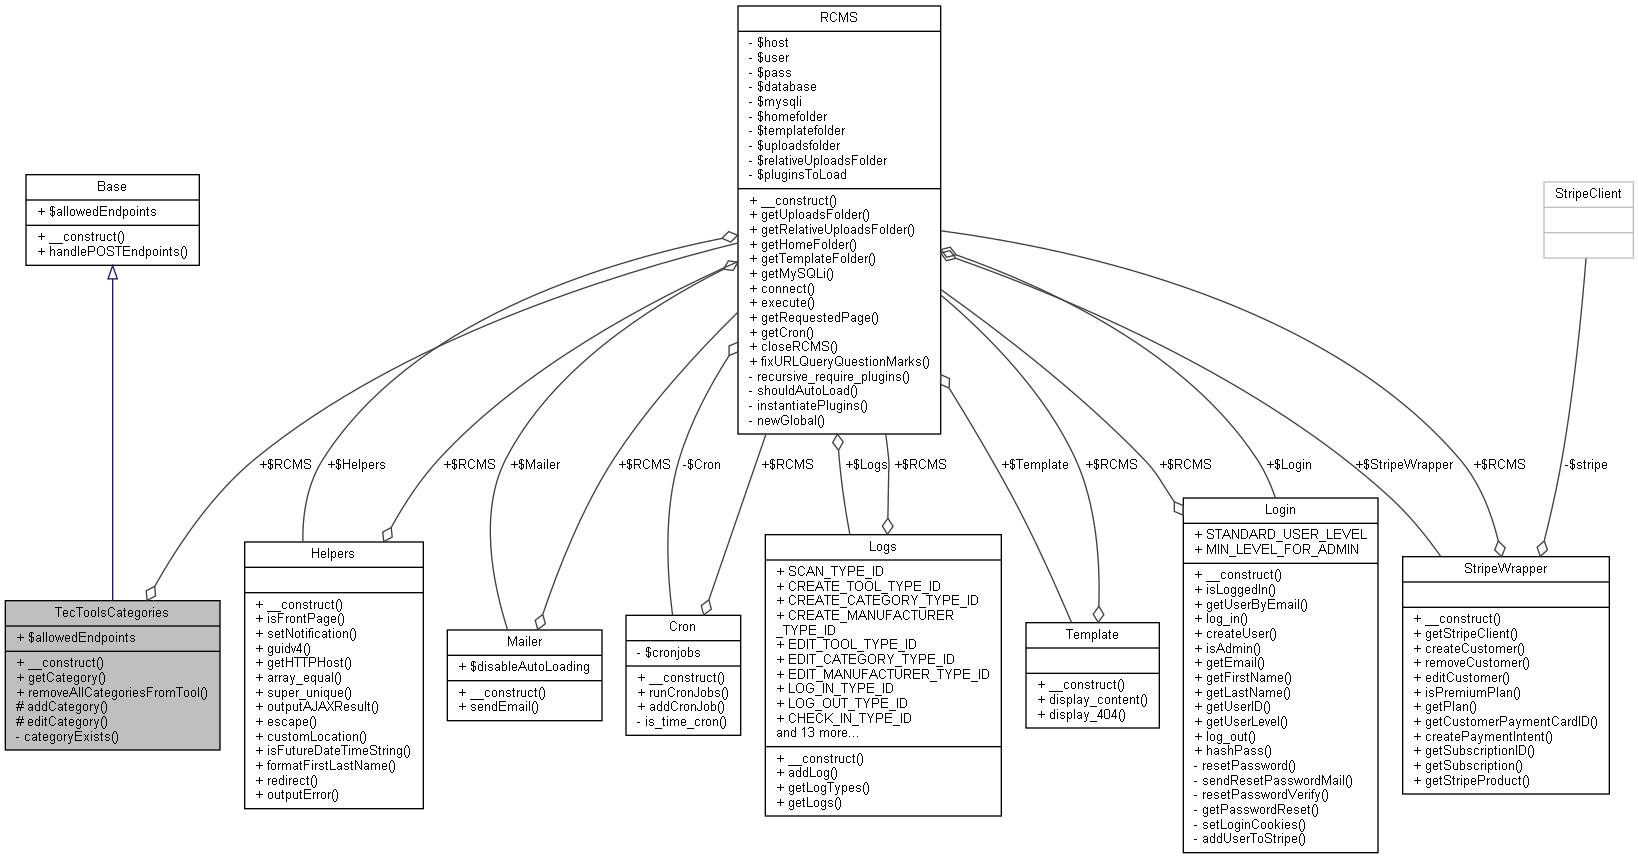 RCMS
- $host
- $user
- $pass
- $database
- $mysqli
- $homefolder
- $templatefolder
- $uploadsfolder
- $relativeUploadsFolder
- $pluginsToLoad
+ __construct()
+ getUploadsFolder()
+ getRelativeUploadsFolder()
+ getHomeFolder()
+ getTemplateFolder()
+ getMySQLi()
+ connect()
+ execute()
+ getRequestedPage()
+ getCron()
+ closeRCMS()
+ fixURLQueryQuestionMarks()
- recursive_require_plugins()
- shouldAutoLoad()
- instantiatePlugins()
- newGlobal()
Base
+ $allowedEndpoints
+ __construct()
+ handlePOSTEndpoints()
StripeClient
+$RCMS
+$Helpers
+$RCMS
+$Mailer
+$RCMS
-$Cron
+$RCMS
+$Logs
+$RCMS
+$Template
+$RCMS
+$RCMS
+$Login
+$StripeWrapper
+$RCMS
-$stripe
TecToolsCategories
+ $allowedEndpoints
+ __construct()
+ getCategory()
+ removeAllCategoriesFromTool()
# addCategory()
# editCategory()
- categoryExists()
Helpers
+ __construct()
+ isFrontPage()
+ setNotification()
+ guidv4()
+ getHTTPHost()
+ array_equal()
+ super_unique()
+ outputAJAXResult()
+ escape()
+ customLocation()
+ isFutureDateTimeString()
+ formatFirstLastName()
+ redirect()
+ outputError()
Mailer
+ $disableAutoLoading
+ __construct()
+ sendEmail()
Cron
- $cronjobs
+ __construct()
+ runCronJobs()
+ addCronJob()
- is_time_cron()
Logs
+ SCAN_TYPE_ID
+ CREATE_TOOL_TYPE_ID
+ CREATE_CATEGORY_TYPE_ID
+ CREATE_MANUFACTURER
_TYPE_ID
+ EDIT_TOOL_TYPE_ID
+ EDIT_CATEGORY_TYPE_ID
+ EDIT_MANUFACTURER_TYPE_ID
+ LOG_IN_TYPE_ID
+ LOG_OUT_TYPE_ID
+ CHECK_IN_TYPE_ID
and 13 more...
+ __construct()
+ addLog()
+ getLogTypes()
+ getLogs()
Template
+ __construct()
+ display_content()
+ display_404()
Login
+ STANDARD_USER_LEVEL
+ MIN_LEVEL_FOR_ADMIN
+ __construct()
+ isLoggedIn()
+ getUserByEmail()
+ log_in()
+ createUser()
+ isAdmin()
+ getEmail()
+ getFirstName()
+ getLastName()
+ getUserID()
+ getUserLevel()
+ log_out()
+ hashPass()
- resetPassword()
- sendResetPasswordMail()
- resetPasswordVerify()
- getPasswordReset()
- setLoginCookies()
- addUserToStripe()
StripeWrapper
+ __construct()
+ getStripeClient()
+ createCustomer()
+ removeCustomer()
+ editCustomer()
+ isPremiumPlan()
+ getPlan()
+ getCustomerPaymentCardID()
+ createPaymentIntent()
+ getSubscriptionID()
+ getSubscription()
+ getStripeProduct()